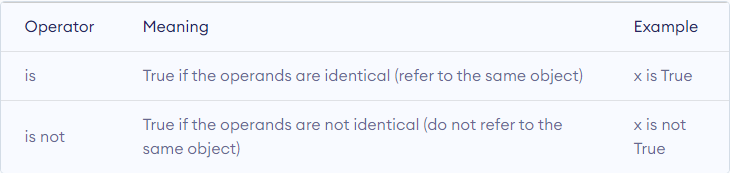 Operator Meaning Example
is True if the operands are identical (refer to the same object) x is True
is not True if the operands are not identical (do not refer to the same object) x is not True